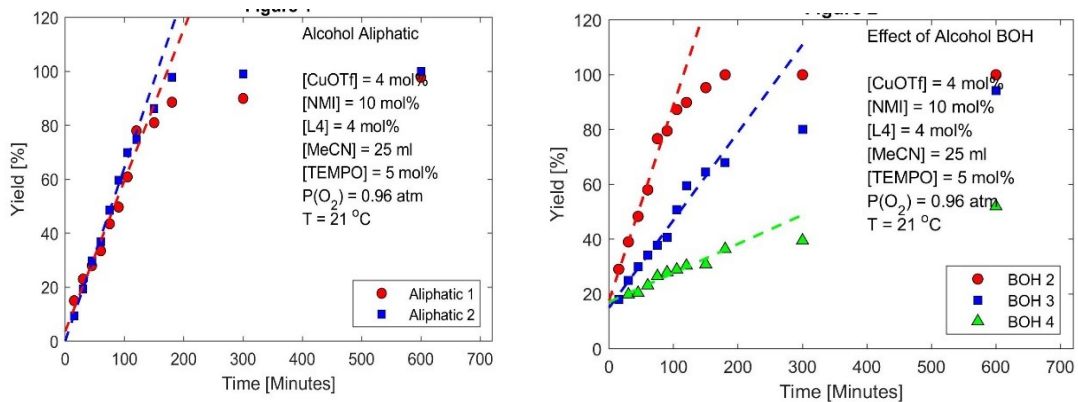 Alcohol Aliphatic
[CuOTf] = 4 mol%
[NMI] = 10 mol%
[L4] = 4 mol%
[MeCN] = 25 ml
[TEMPO] = 5 mol%
P(O2) = 0.96 atm
T = 21 oC
Aliphatic 1
Aliphatic 2
Yield [%]
120
100
80
60
40
20
0
0 100 200 300 400 500 600 700
Time [Minutes]
Effect of Alcohol BOH
[CuOTf] = 4 mol%
[NMI] = 10 mol%
[L4] = 4 mol%
[MeCN] = 25 ml
[TEMPO] = 5 mol%
P(O2) = 0.96 atm
T = 21 oC
BOH 2
BOH 3
BOH 4
Yield [%]
120
100
80
60
40
20
0
0 100 200 300 400 500 600 700
Time [Minutes]